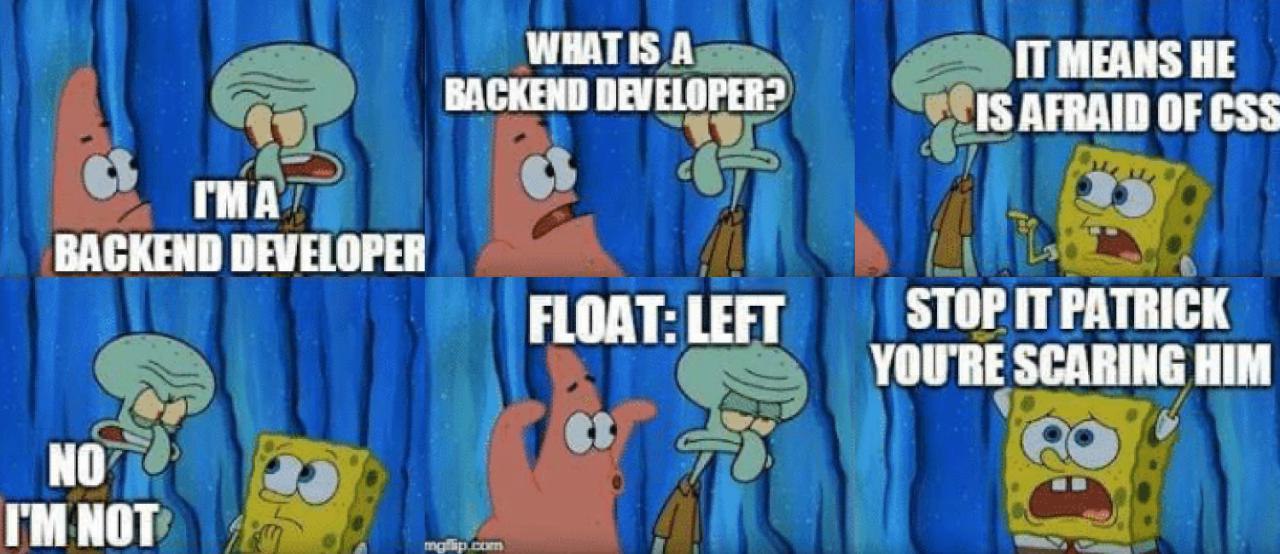 I'M A
BACKEND DEVELOPER
WHAT IS A
BACKEND DEVELOPER?
IT MEANS HE
IS AFRAID OF CSS
NO
I'M NOT
FLOAT: LEFT
mgflip.com
STOP IT PATRICK
YOU'RE SCARING HIM